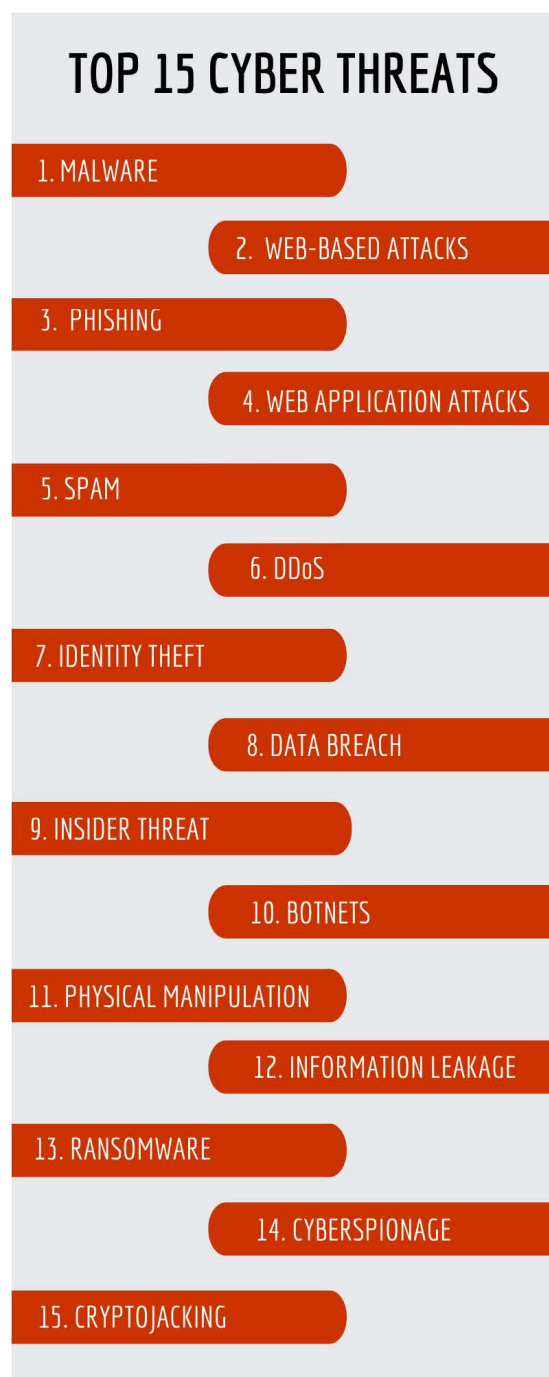 TOP 15 CYBER THREATS
1. MALWARE
2. WEB-BASED ATTACKS
3. PHISHING
4. WEB APPLICATION ATTACKS
5. SPAM
6. DDoS
7. IDENTITY THEFT
8. DATA BREACH
9. INSIDER THREAT
10. BOTNETS
11. PHYSICAL MANIPULATION
12. INFORMATION LEAKAGE
13. RANSOMWARE
14. CYBERSPIONAGE
15. CRYPTOJACKING